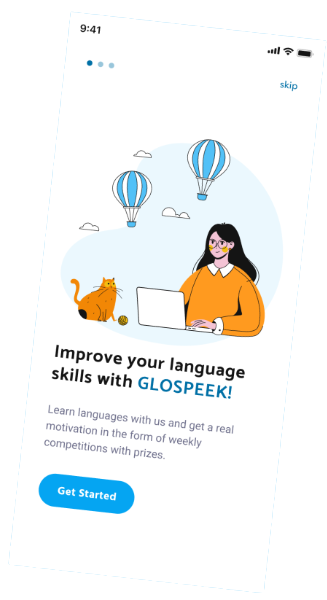 9:41
skip
Improve your language
skills with GLOSPEEK!
Learn languages with us and get a real
motivation in the form of weekly
competitions with prizes.
Get Started